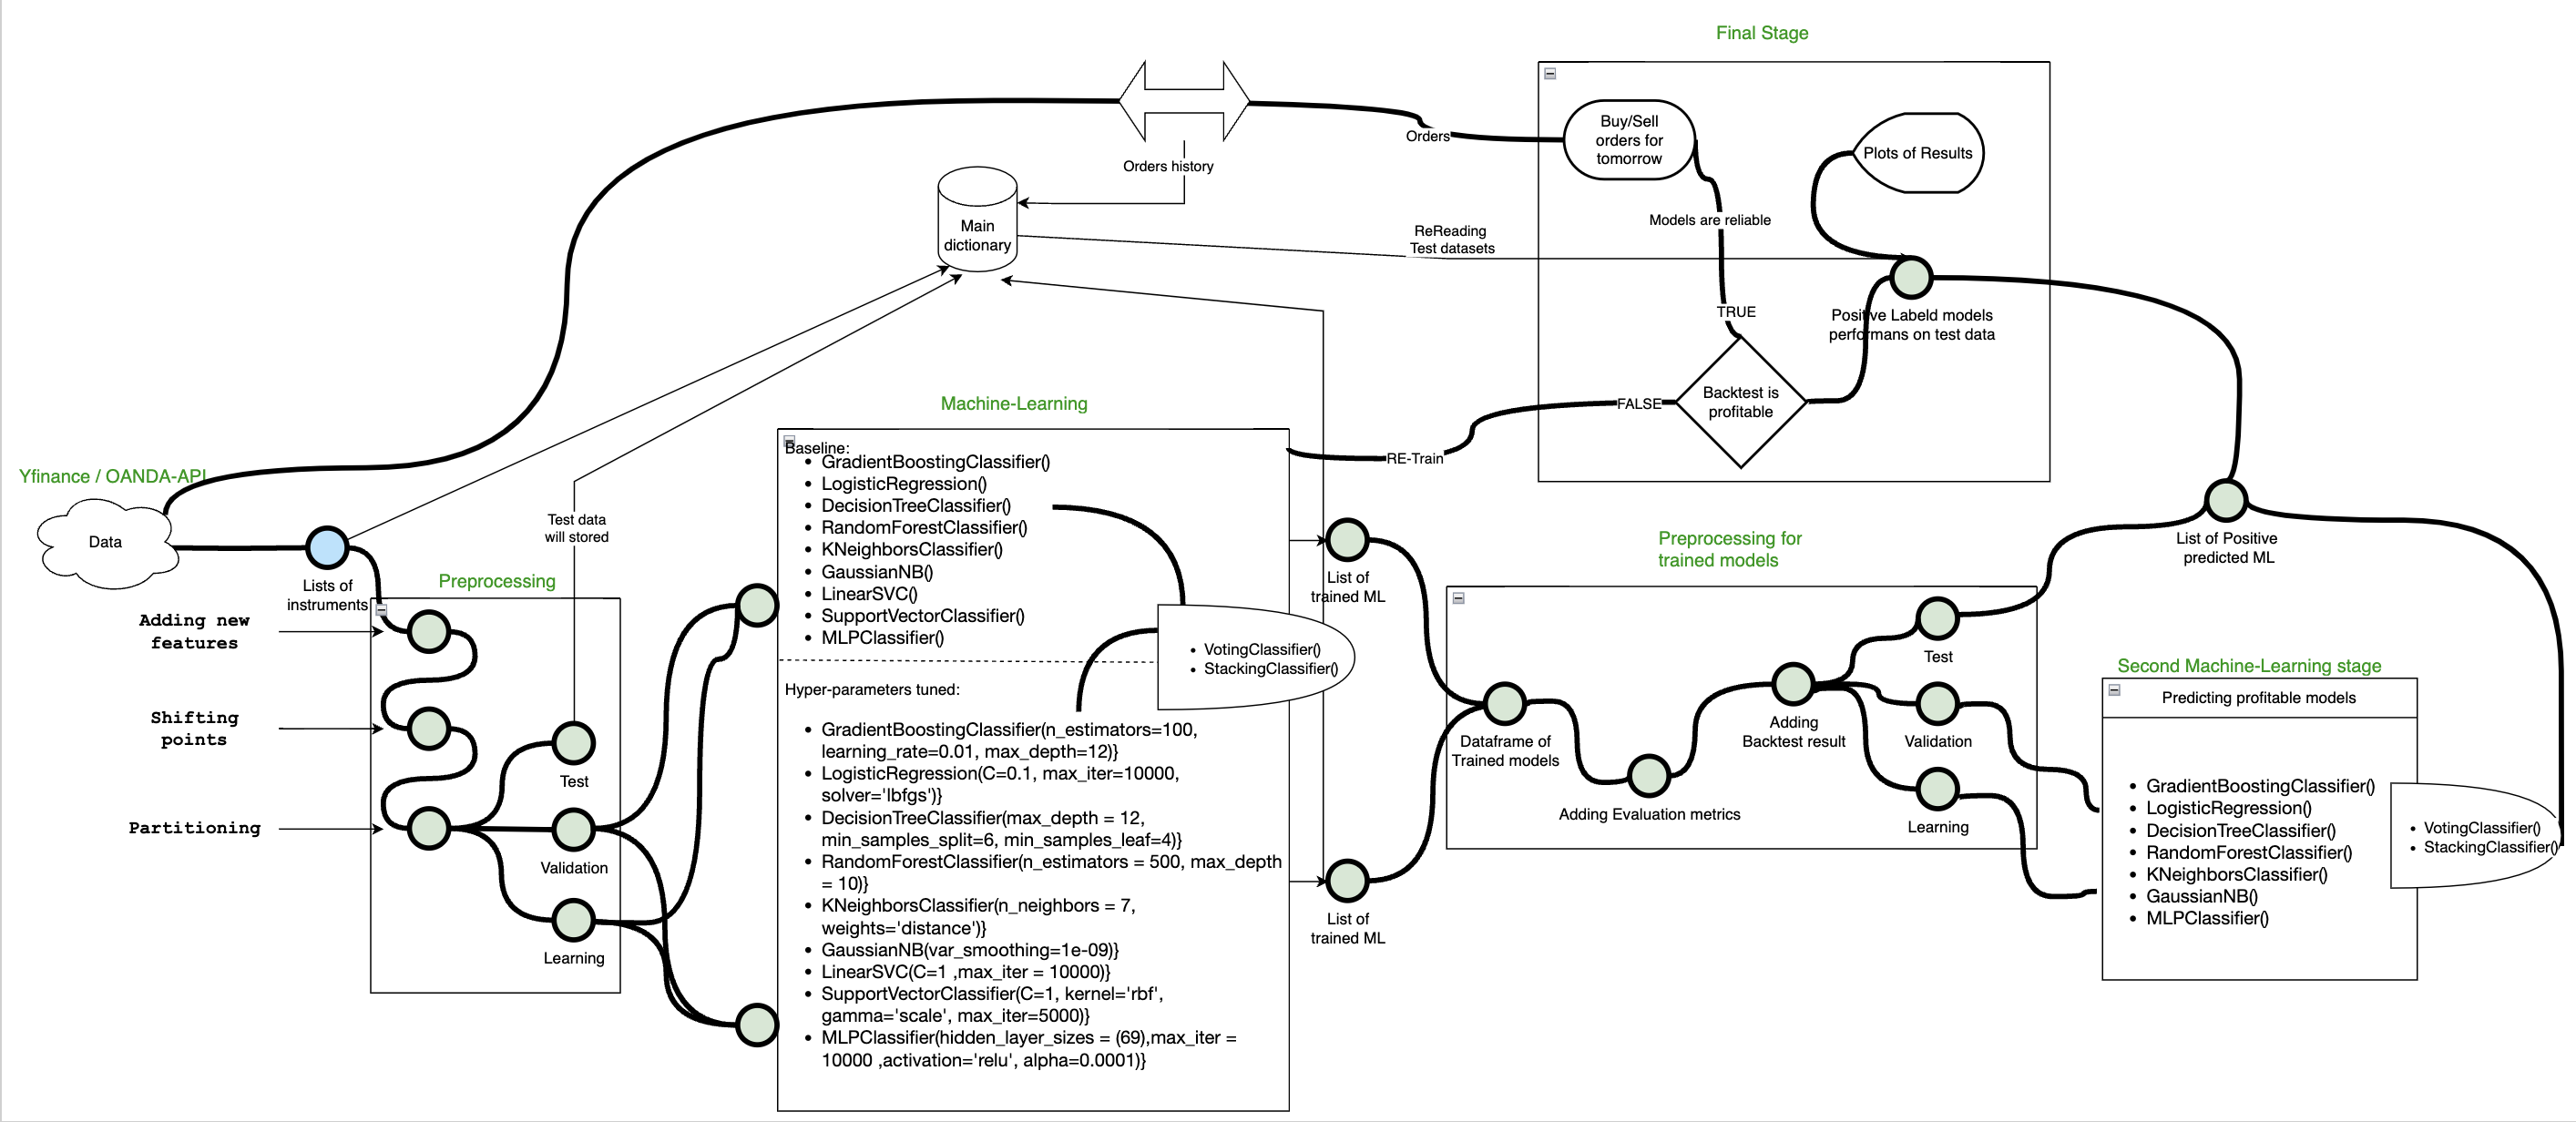 Final Stage
Buy/Sell
orders for
tomorrow
Plots of Results
Orders
Orders history
Models are reliable
Main
dictionary
ReReading
Test datasets
TRUE
Positive Labeld models
performans on test data
Backtest is
profitable
FALSE
RE-Train
Yfinance / OANDA-API
Data
Lists of
instruments
Adding new
features
Shifting
points
Partitioning
Preprocessing
Test data
will stored
Test
Validation
Learning
Machine-Learning
Baseline:
• GradientBoostingClassifier()
• LogisticRegression()
• DecisionTreeClassifier()
• RandomForestClassifier()
• KNeighborsClassifier()
• GaussianNB()
• LinearSVC()
• SupportVectorClassifier()
• MLPClassifier()
• VotingClassifier()
• StackingClassifier()
Hyper-parameters tuned:
• GradientBoostingClassifier(n_estimators=100,
learning_rate=0.01, max_depth=12)}
• LogisticRegression(C=0.1, max_iter=10000,
solver='lbfgs')}
• DecisionTreeClassifier(max_depth = 12,
min_samples_split=6, min_samples_leaf=4)}
• RandomForestClassifier(n_estimators = 500, max_depth
= 10)}
• KNeighborsClassifier(n_neighbors = 7,
weights='distance')}
• GaussianNB(var_smoothing=1e-09)}
• LinearSVC(C=1 ,max_iter = 10000)}
• SupportVectorClassifier(C=1, kernel='rbf',
gamma='scale', max_iter=5000)}
• MLPClassifier(hidden_layer_sizes = (69),max_iter =
10000 ,activation='relu', alpha=0.0001)}
List of
trained ML
List of
trained ML
Preprocessing for
trained models
Dataframe of
Trained models
Adding Evaluation metrics
Adding
Backtest result
Test
Validation
Learning
List of Positive
predicted ML
Second Machine-Learning stage
Predicting profitable models
• GradientBoostingClassifier()
• LogisticRegression()
• DecisionTreeClassifier()
• RandomForestClassifier()
• KNeighborsClassifier()
• GaussianNB()
• MLPClassifier()
• VotingClassifier()
• StackingClassifier()